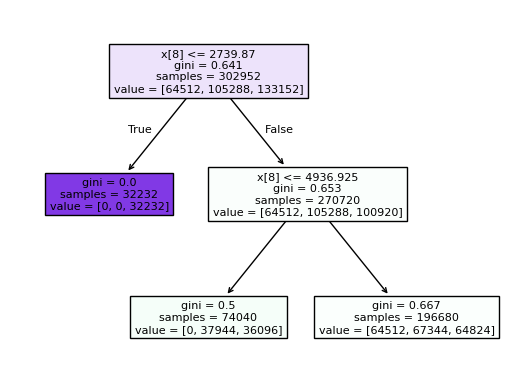 x[8] <= 2739.87
gini = 0.641
samples = 302952
value = [64512, 105288, 133152]
True
False
gini = 0.0
samples = 32232
value = [0, 0, 32232]
x[8] <= 4936.925
gini = 0.653
samples = 270720
value = [64512, 105288, 100920]
gini = 0.5
samples = 74040
value = [0, 37944, 36096]
gini = 0.667
samples = 196680
value = [64512, 67344, 64824]